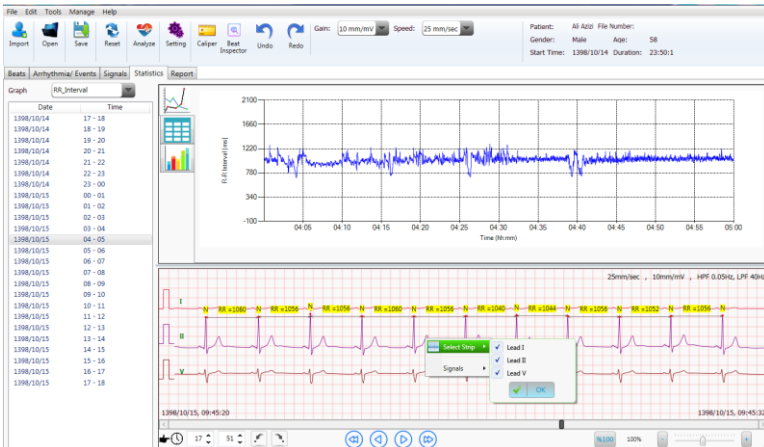 File Edit Tools Manage Help
Import Open Save Reset Analyze Setting Caliper Beat Inspector Undo Redo
Gain: 10 mm/mV Speed: 25 mm/sec
Patient: Ali Azizi File Number:
Gender: Male Age: 58
Start Time: 1398/10/14 Duration: 23:50:1
Beats Arrhythmia/ Events Signals Statistics Report
Graph RR_Interval
Date Time
1398/10/14 17 - 18
1398/10/14 18 - 19
1398/10/14 19 - 20
1398/10/14 20 - 21
1398/10/14 21 - 22
1398/10/14 22 - 23
1398/10/14 23 - 00
1398/10/15 00 - 01
1398/10/15 01 - 02
1398/10/15 02 - 03
1398/10/15 03 - 04
1398/10/15 04 - 05
1398/10/15 05 - 06
1398/10/15 06 - 07
1398/10/15 07 - 08
1398/10/15 08 - 09
1398/10/15 09 - 10
1398/10/15 10 - 11
1398/10/15 11 - 12
1398/10/15 12 - 13
1398/10/15 13 - 14
1398/10/15 14 - 15
1398/10/15 15 - 16
1398/10/15 16 - 17
1398/10/15 17 - 18
2100
1660
1220
780
340
-100
R-R Interval (ms)
04:05 04:10 04:15 04:20 04:25 04:30 04:35 04:40 04:45 04:50 04:55 05:00
Time (hh:mm)
25mm/sec , 10mm/mV , HPF 0.05Hz, LPF 40Hz
I
N RR =1080 N RR =1056 N RR =1056 N RR =1060 N RR =1056 N RR =1040 N RR =1044 N RR =1056 N RR =1052 N RR =1056 N
II
V
Select Strip
Signals
Lead I
Lead II
Lead V
OK
1398/10/15, 09:45:20 1398/10/15, 09:45:32
17 51 %100 100%